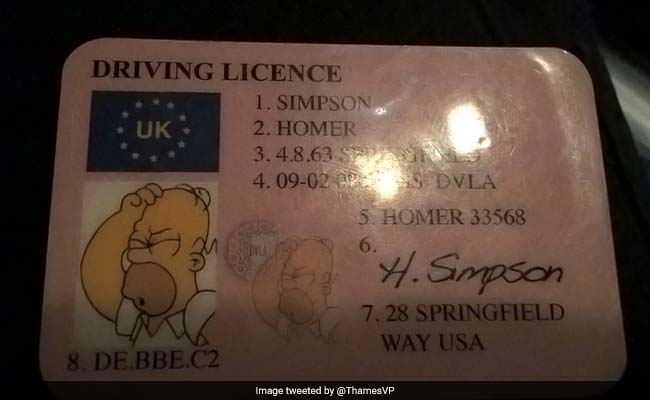 DRIVING LICENCE
UK
1. SIMPSON
2. HOMER
3. 4.8.63
4. 09-02 DVLA
5. HOMER 33568
6.
H. Simpson
7. 28 SPRINGFIELD
WAY USA
DVLA
8. DE.BBE.C2
Image tweeted by @ThamesVP